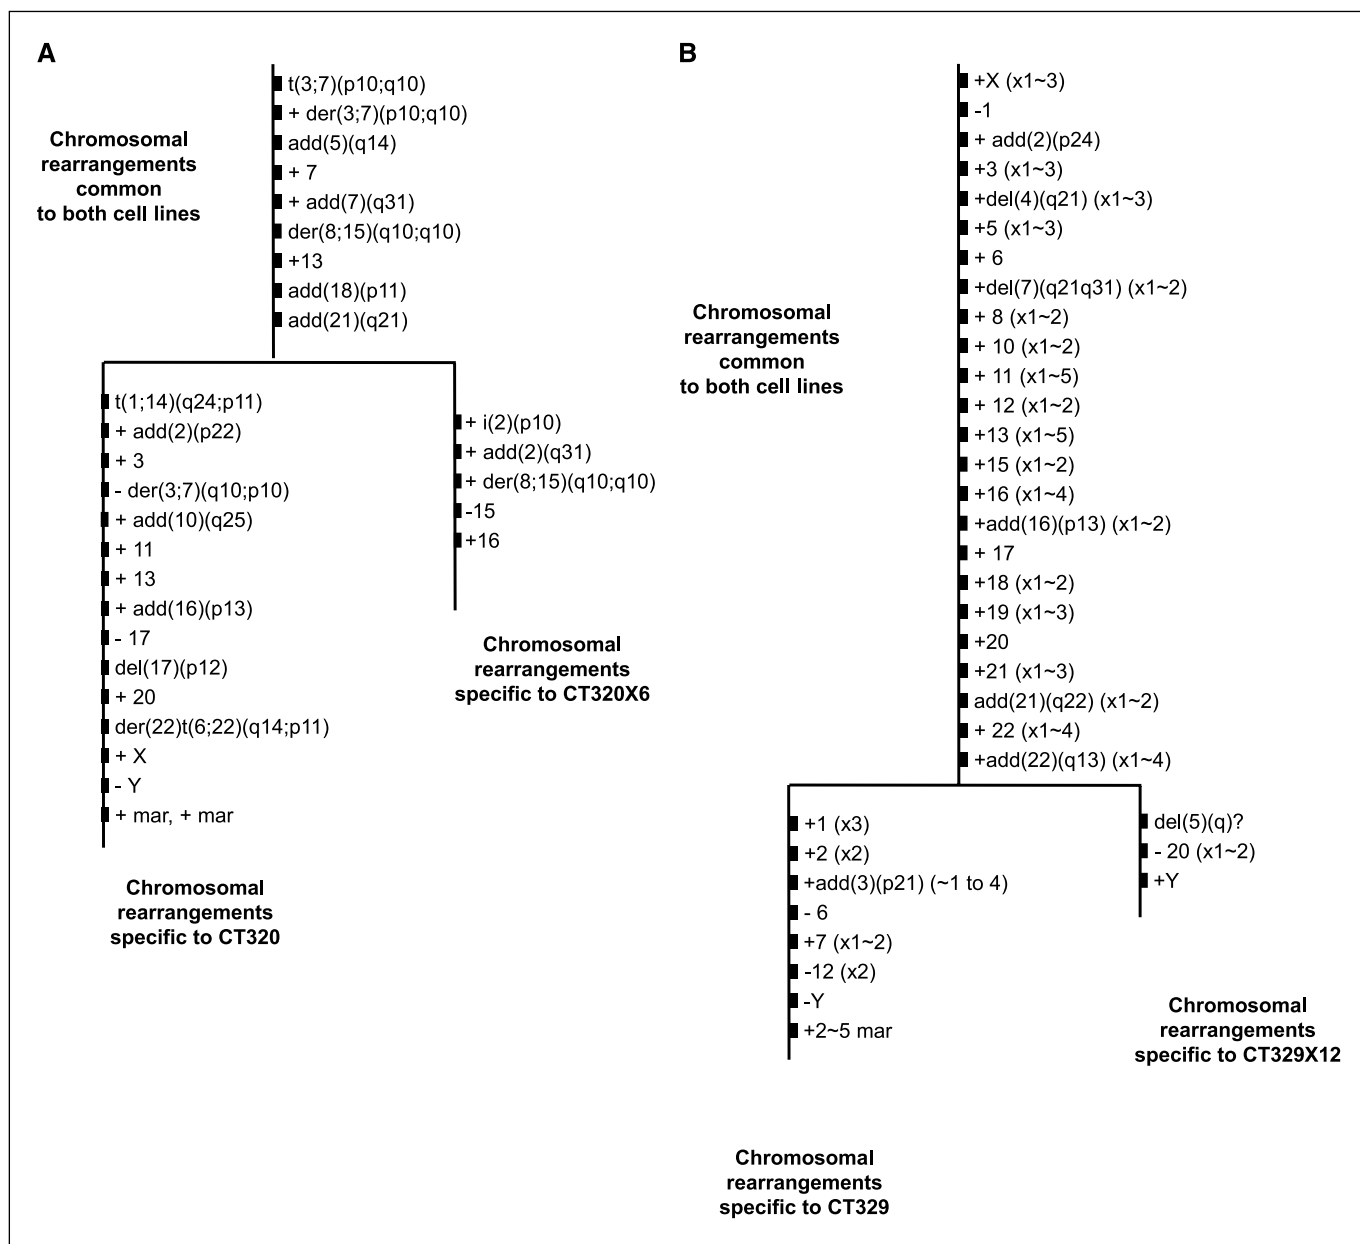 A
t(3;7)(p10;q10)
+ der(3;7)(p10;q10)
add(5)(q14)
+ 7
+ add(7)(q31)
der(8;15)(q10;q10)
+13
add(18)(p11)
add(21)(q21)
Chromosomal
rearrangements
common
to both cell lines
t(1;14)(q24;p11)
+ add(2)(p22)
+ 3
- der(3;7)(q10;p10)
+ add(10)(q25)
+ 11
+ 13
+ add(16)(p13)
- 17
del(17)(p12)
+ 20
der(22)t(6;22)(q14;p11)
+ X
- Y
+ mar, + mar
Chromosomal
rearrangements
specific to CT320
+ i(2)(p10)
+ add(2)(q31)
+ der(8;15)(q10;q10)
-15
+16
Chromosomal
rearrangements
specific to CT320X6
B
+X (x1~3)
-1
+ add(2)(p24)
+3 (x1~3)
+del(4)(q21) (x1~3)
+5 (x1~3)
+ 6
+del(7)(q21q31) (x1~2)
+ 8 (x1~2)
+ 10 (x1~2)
+ 11 (x1~5)
+ 12 (x1~2)
+13 (x1~5)
+15 (x1~2)
+16 (x1~4)
+add(16)(p13) (x1~2)
+ 17
+18 (x1~2)
+19 (x1~3)
+20
+21 (x1~3)
add(21)(q22) (x1~2)
+ 22 (x1~4)
+add(22)(q13) (x1~4)
Chromosomal
rearrangements
common
to both cell lines
+1 (x3)
+2 (x2)
+add(3)(p21) (~1 to 4)
- 6
+7 (x1~2)
-12 (x2)
-Y
+2~5 mar
Chromosomal
rearrangements
specific to CT329
del(5)(q)?
- 20 (x1~2)
+Y
Chromosomal
rearrangements
specific to CT329X12